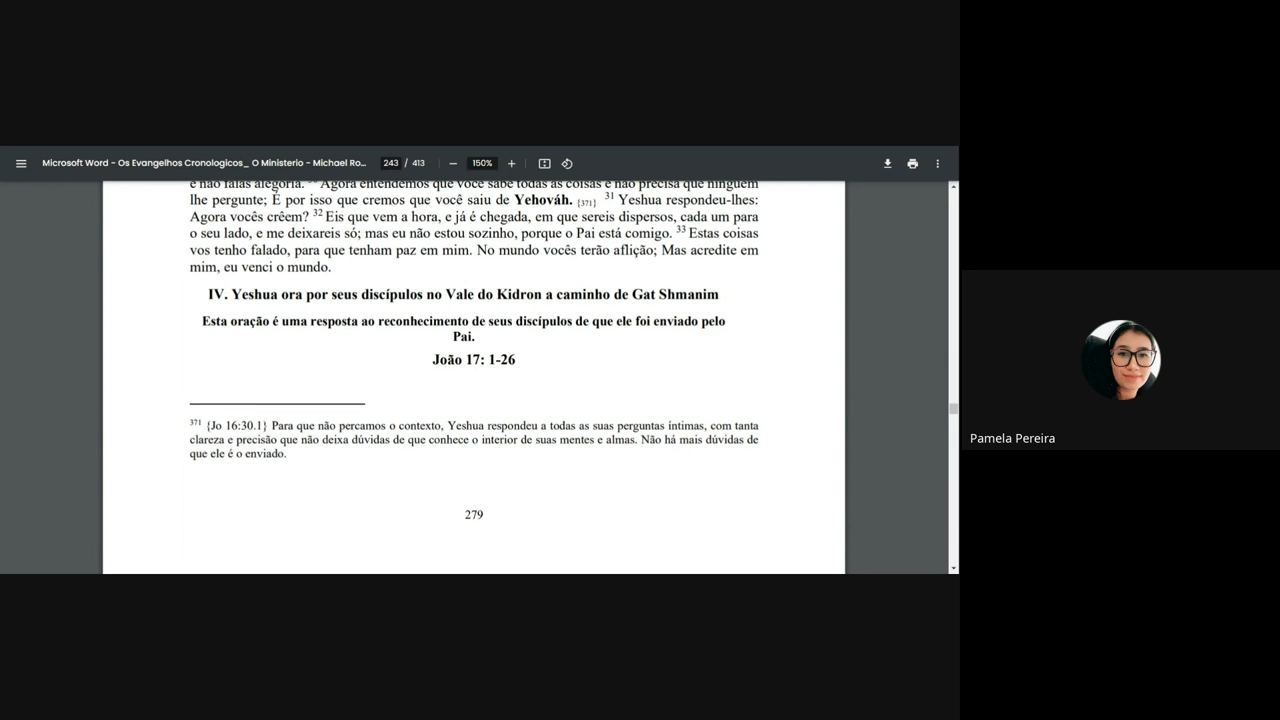 Microsoft Word - Os Evangelhos Cronologicos_ O Ministerio - Michael Ro...
243 / 413
150%
e não falas alegoria. 30 Agora entendemos que você sabe todas as coisas e não precisa que ninguem
lhe pergunte; É por isso que cremos que você saiu de Yehováh. {371} 31 Yeshua respondeu-lhes:
Agora vocês crêem? 32 Eis que vem a hora, e já é chegada, em que sereis dispersos, cada um para
o seu lado, e me deixareis só; mas eu não estou sozinho, porque o Pai está comigo. 33 Estas coisas
vos tenho falado, para que tenham paz em mim. No mundo vocês terão aflição; Mas acredite em
mim, eu venci o mundo.
IV. Yeshua ora por seus discípulos no Vale do Kidron a caminho de Gat Shmanim
Esta oração é uma resposta ao reconhecimento de seus discípulos de que ele foi enviado pelo
Pai.
João 17: 1-26
371 {Jo 16:30.1} Para que não percamos o contexto, Yeshua respondeu a todas as suas perguntas íntimas, com tanta
clareza e precisão que não deixa dúvidas de que conhece o interior de suas mentes e almas. Não há mais dúvidas de
que ele é o enviado.
279
Pamela Pereira